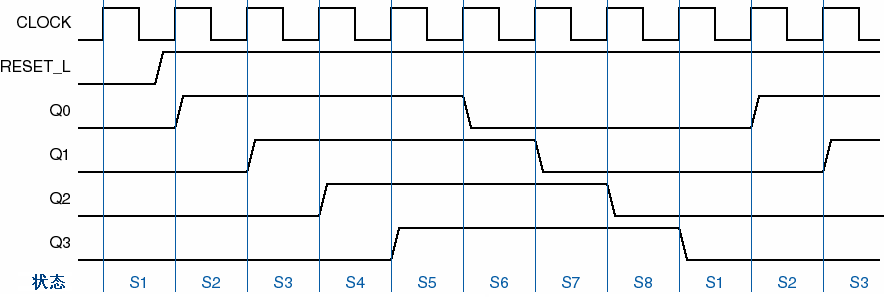 CLOCK
RESET_L
Q0
Q1
Q2
Q3
状态 S1 S2 S3 S4 S5 S6 S7 S8 S1 S2 S3